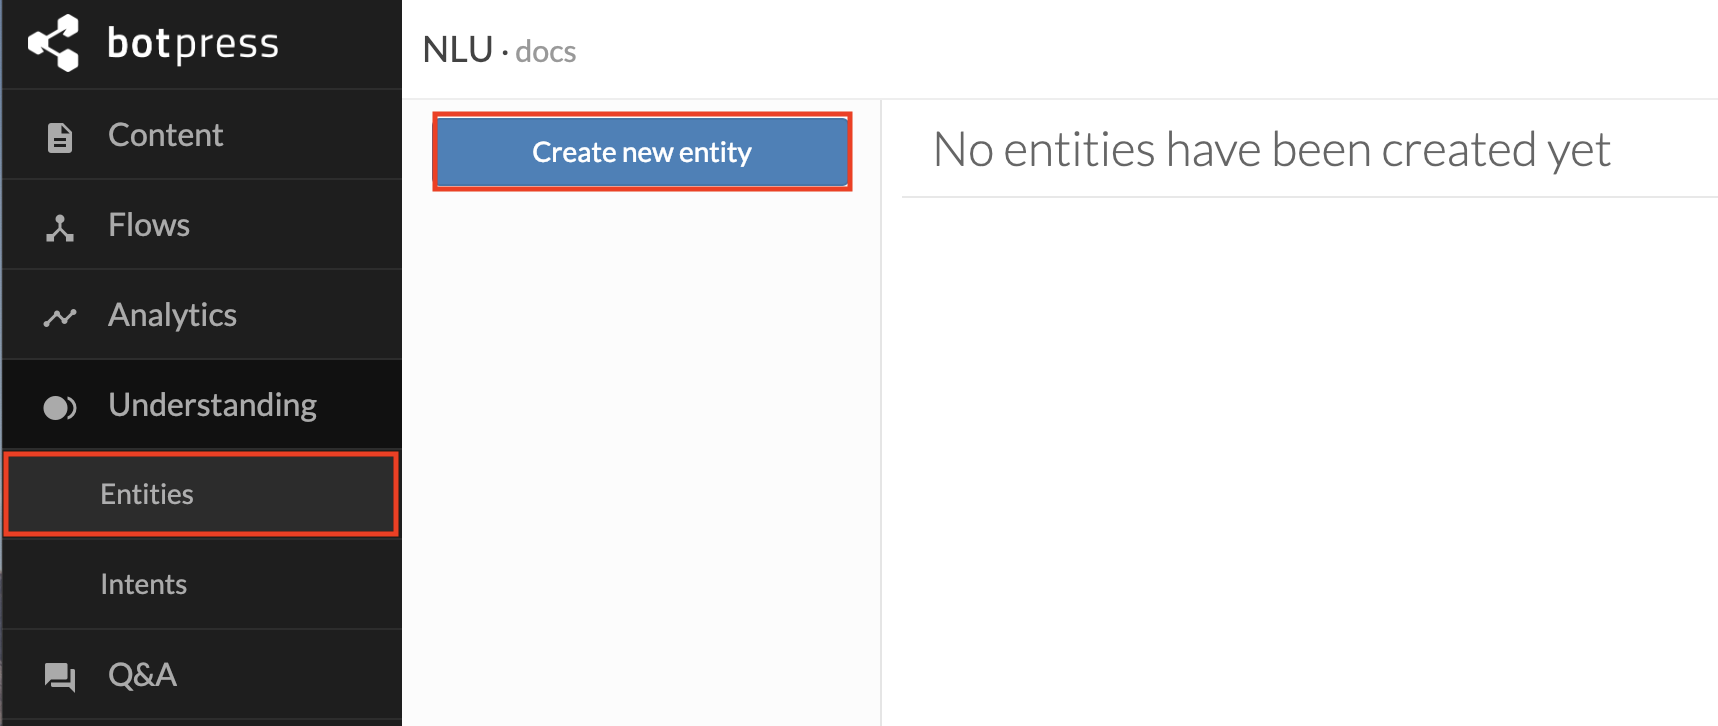 botpress
Content
Flows
Analytics
Understanding
Entities
Intents
Q&A
NLU · docs
Create new entity
No entities have been created yet